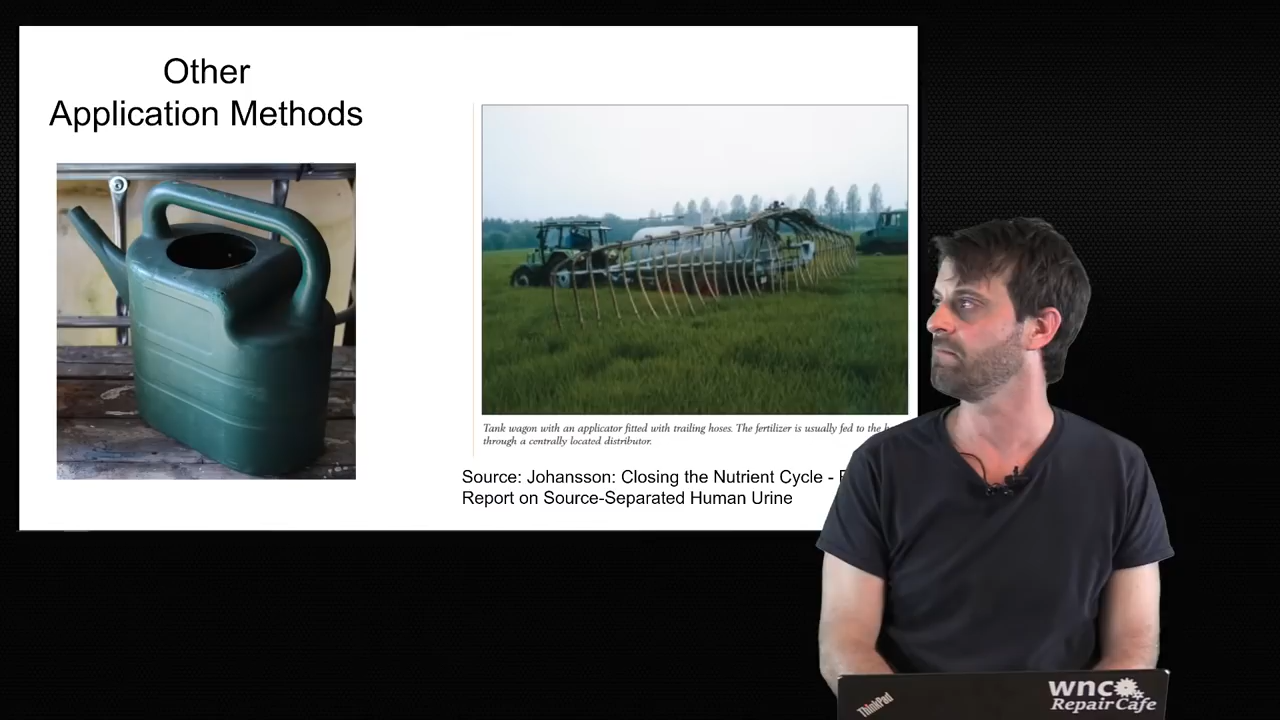 Other
Application Methods
Tank wagon with an applicator fitted with trailing hoses. The fertilizer is usually fed to the
through a centrally located distributor.
Source: Johansson: Closing the Nutrient Cycle -
Report on Source-Separated Human Urine
ThinkPad
wnc
Repair Cafe